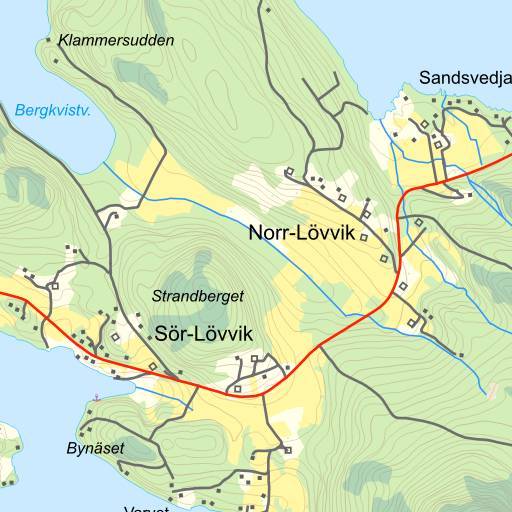 Klammersudden
Sandsvedja
Bergkvistv.
Norr-Lövvik
Strandberget
Sör-Lövvik
Bynäset